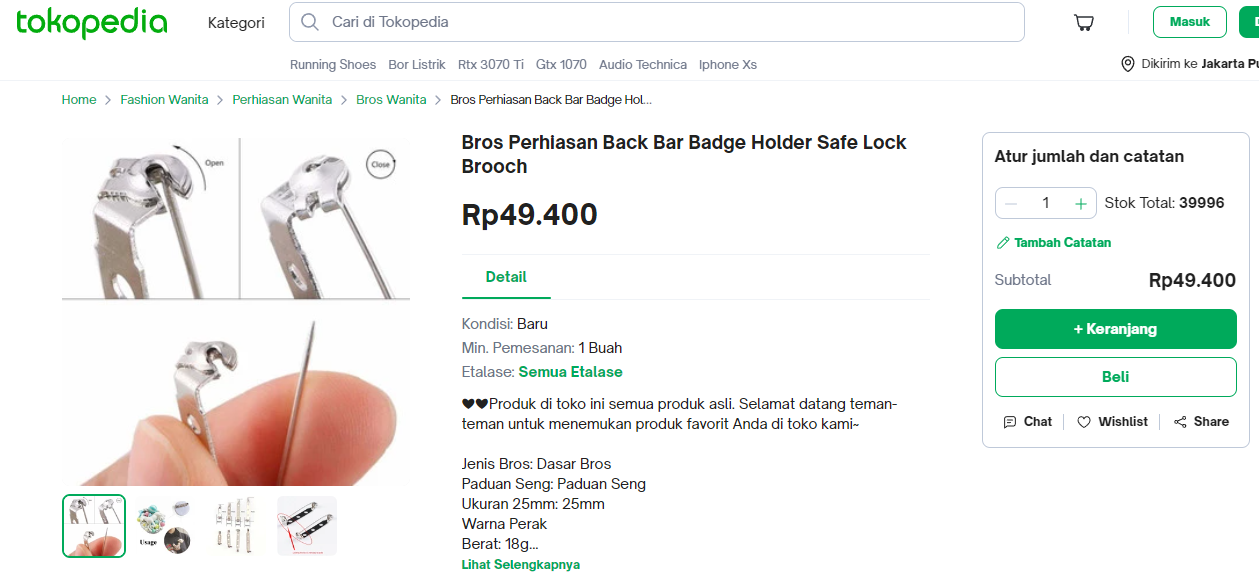 tokopedia
Kategori
Cari di Tokopedia
Masuk
Running Shoes Bor Listrik Rtx 3070 Ti Gtx 1070 Audio Technica Iphone Xs
Dikirim ke Jakarta Pu
Home > Fashion Wanita > Perhiasan Wanita > Bros Wanita > Bros Perhiasan Back Bar Badge Hol...
Open
Close
Usage
Bros Perhiasan Back Bar Badge Holder Safe Lock
Brooch
Rp49.400
Detail
Kondisi: Baru
Min. Pemesanan: 1 Buah
Etalase: Semua Etalase
🖤🖤Produk di toko ini semua produk asli. Selamat datang teman-
teman untuk menemukan produk favorit Anda di toko kami~
Jenis Bros: Dasar Bros
Paduan Seng: Paduan Seng
Ukuran 25mm: 25mm
Warna Perak
Berat: 18g...
Lihat Selengkapnya
Atur jumlah dan catatan
− 1 + Stok Total: 39996
Tambah Catatan
Subtotal Rp49.400
+ Keranjang
Beli
Chat Wishlist Share